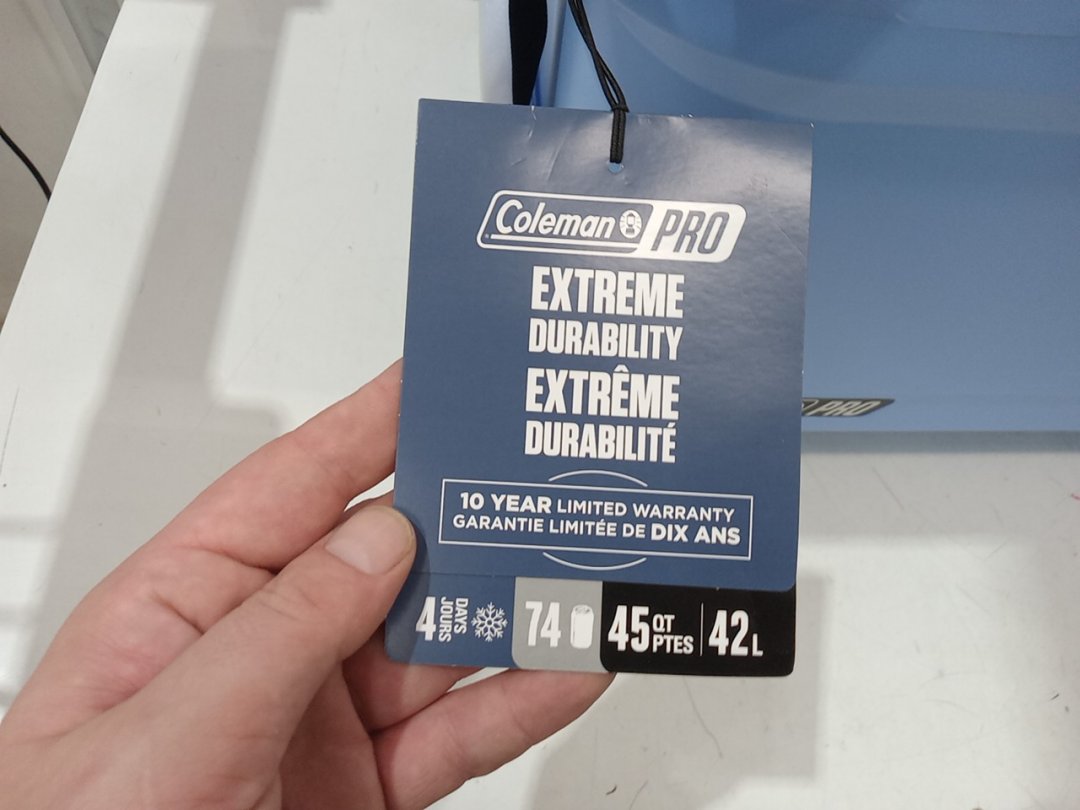 Coleman PRO
EXTREME
DURABILITY
EXTRÊME
DURABILITÉ
10 YEAR LIMITED WARRANTY
GARANTIE LIMITÉE DE DIX ANS
4 DAYS JOURS 74 45 QT PTES 42 L
PRO